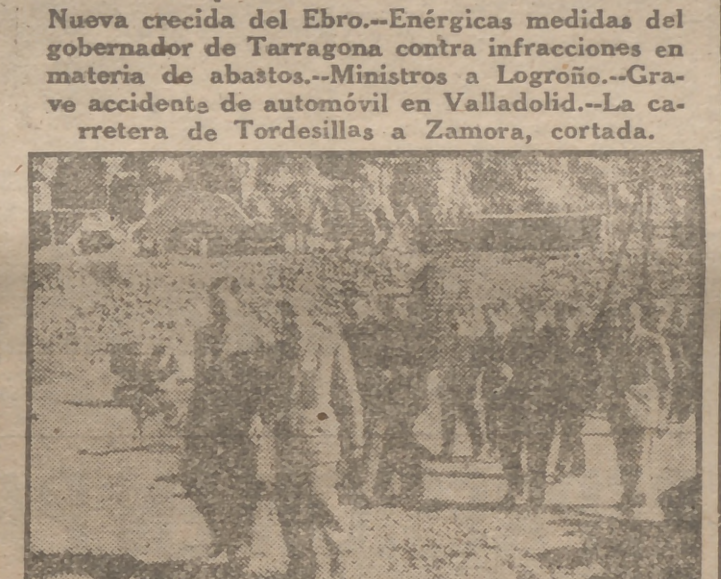 Nueva crecida del Ebro.--Enérgicas medidas del
gobernador de Tarragona contra infracciones en
materia de abastos.--Ministros a Logroño.--Gra-
ve accidente de automóvil en Valladolid.--La ca-
rretera de Tordesillas a Zamora, cortada.